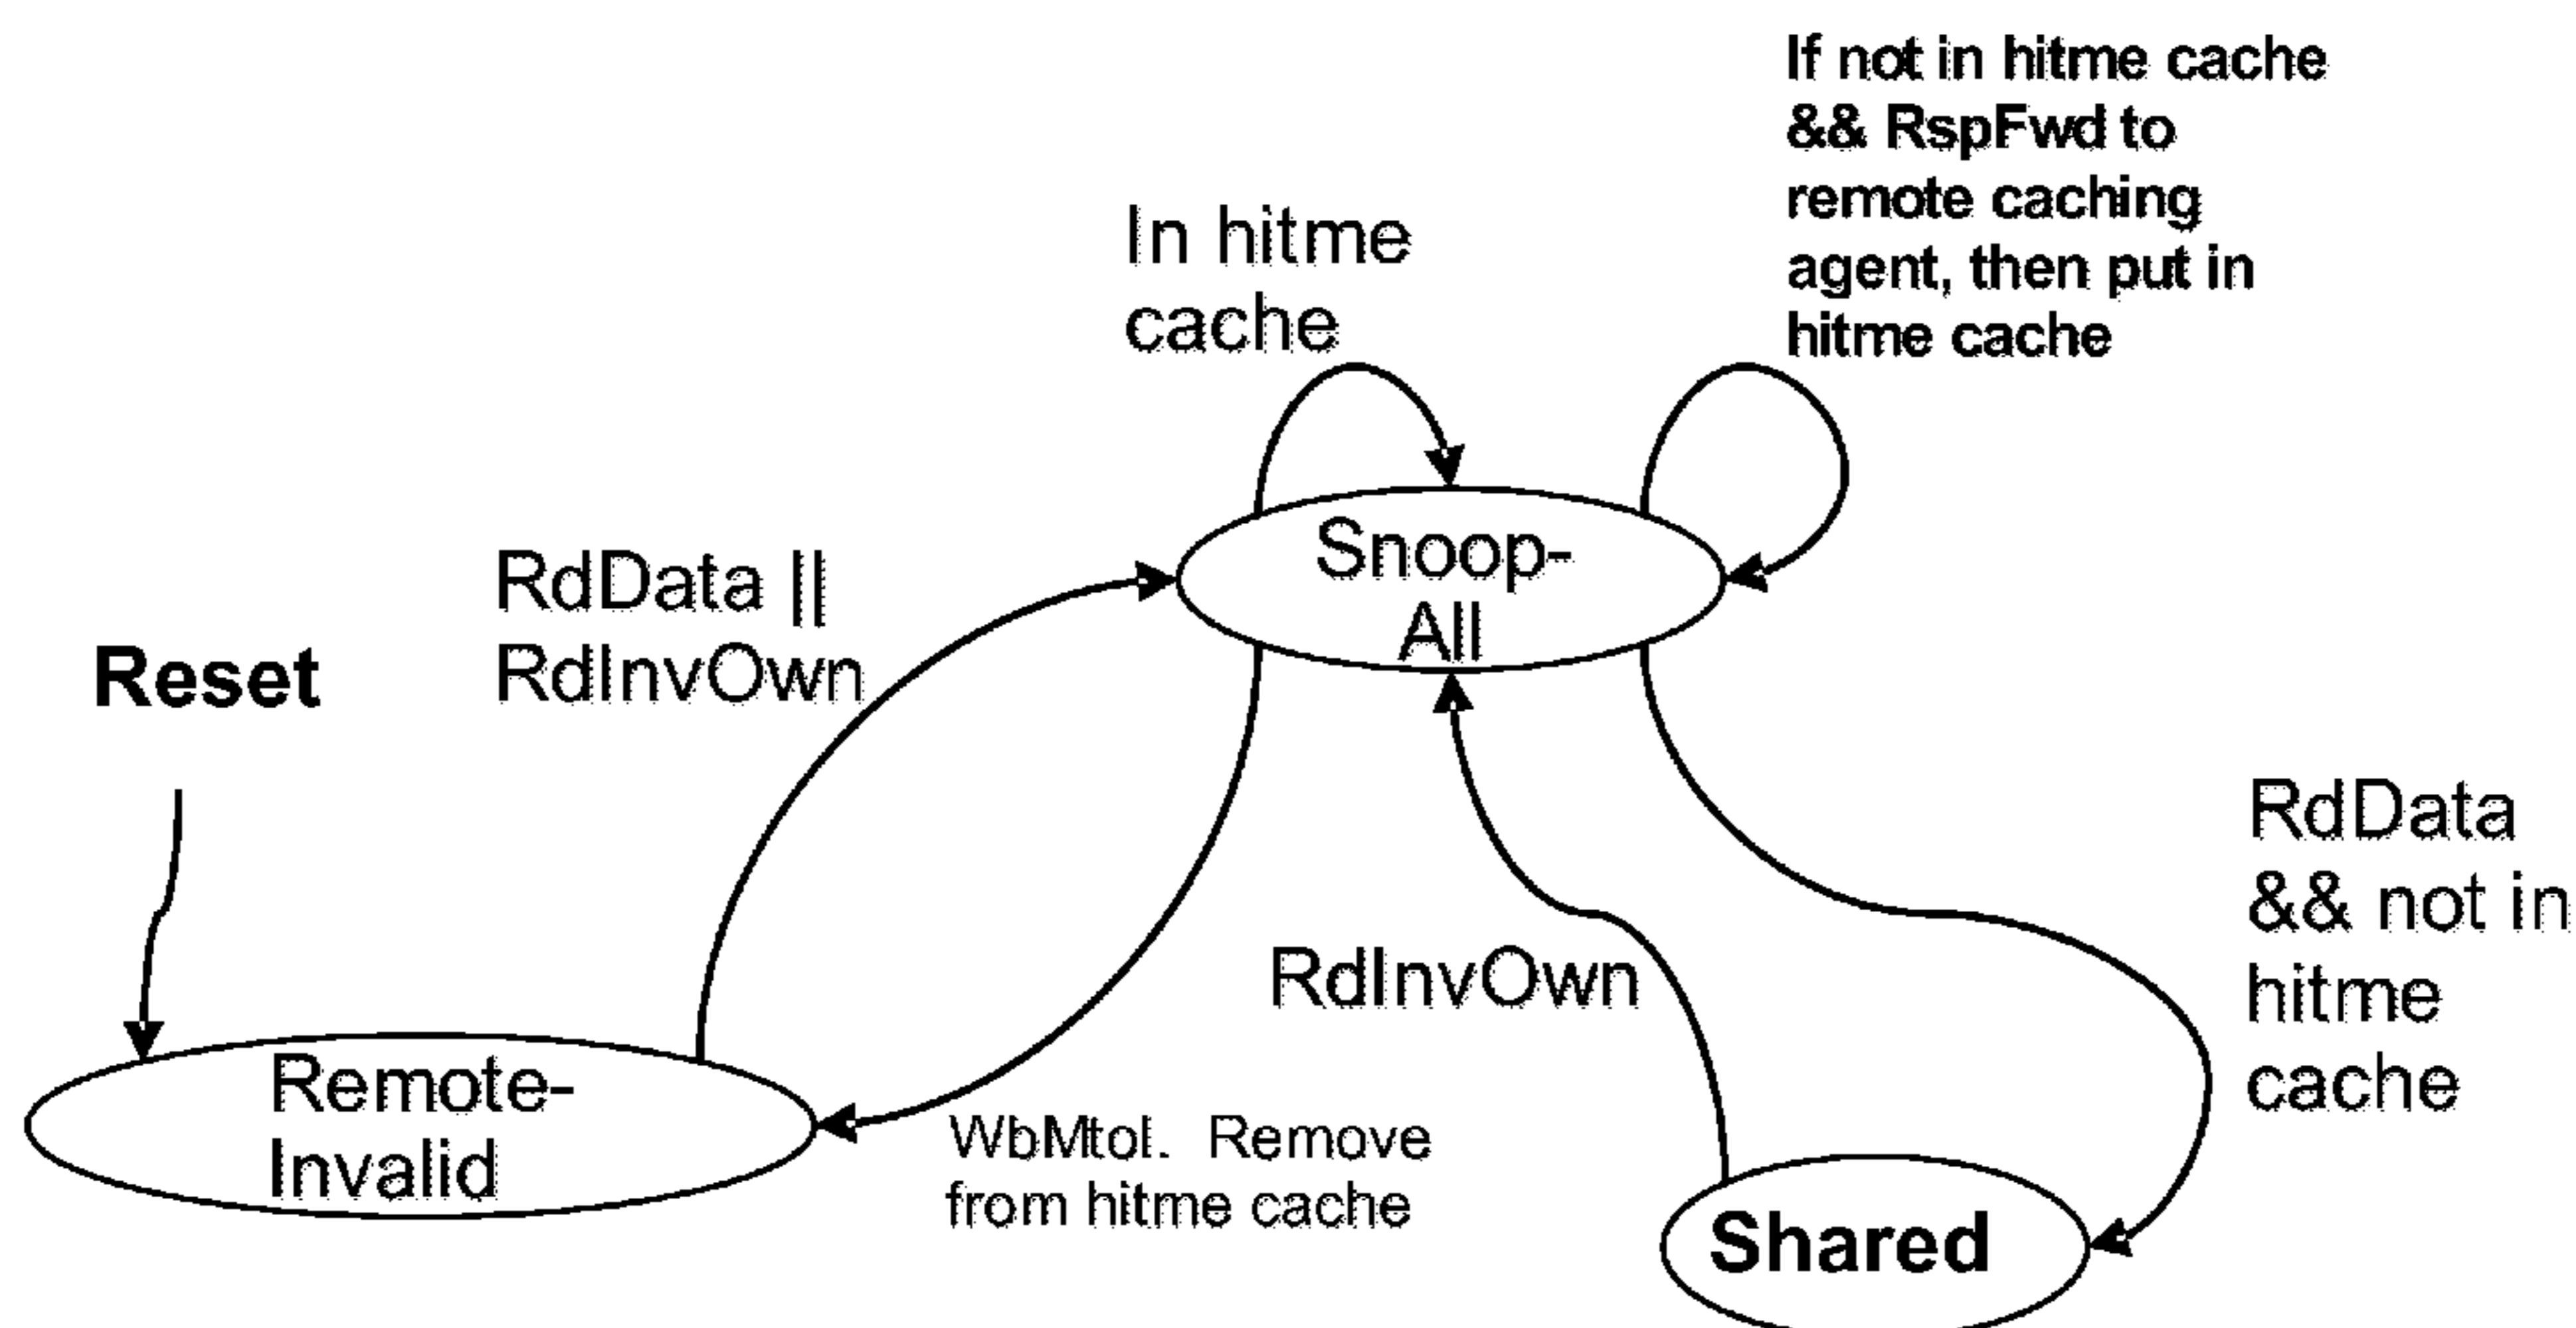 If not in hitme cache
&& RspFwd to
remote caching
agent, then put in
hitme cache
In hitme
cache
Snoop-
All
RdData ||
RdInvOwn
Reset
RdData
&& not in
hitme
cache
RdInvOwn
Remote-
Invalid
WbMtoI.  Remove
from hitme cache
Shared